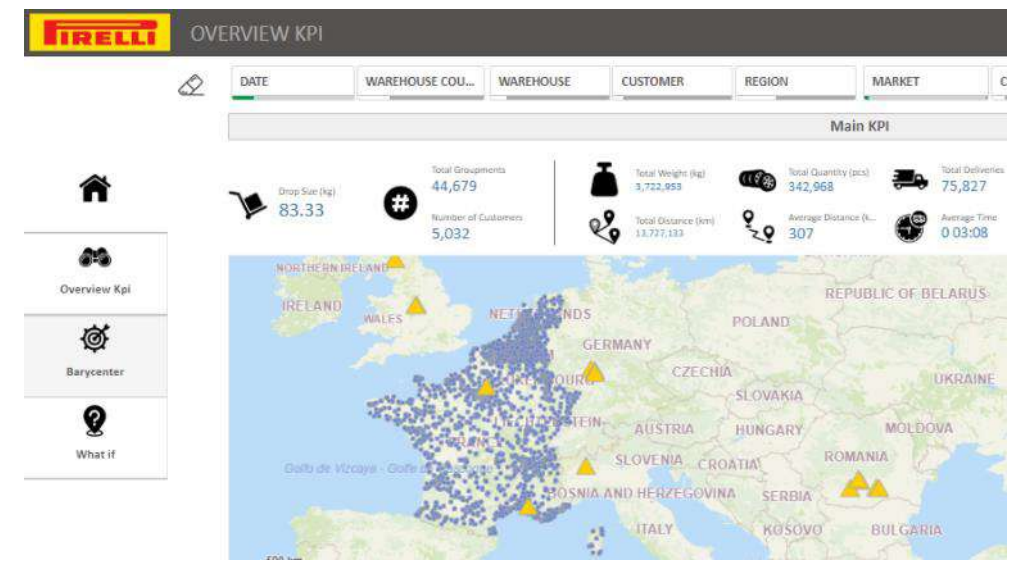 PIRELLI
OVERVIEW KPI
DATE
WAREHOUSE COU...
WAREHOUSE
CUSTOMER
REGION
MARKET
C
Main KPI
Drop Size (kg)
83.33
Total Groupments
44,679
Number of Customers
5,032
Total Weight (kg)
3,722,953
Total Distance (km)
13,727,133
Total Quantity (pcs)
342,968
Average Distance (k...
307
Total Deliveries
75,827
Average Time
0 03:08
Overview Kpi
Barycenter
What if
NORTHERN IRELAND
IRELAND
WALES
REPUBLIC OF BELARUS
POLAND
GERMANY
CZECHIA
UKRAINE
SLOVAKIA
AUSTRIA
HUNGARY
MOLDOVA
SLOVENIA
CROATIA
ROMANIA
Golfo de Vizcaya - Golfe
BOSNIA AND HERZEGOVINA
SERBIA
ITALY
KOSOVO
BULGARIA